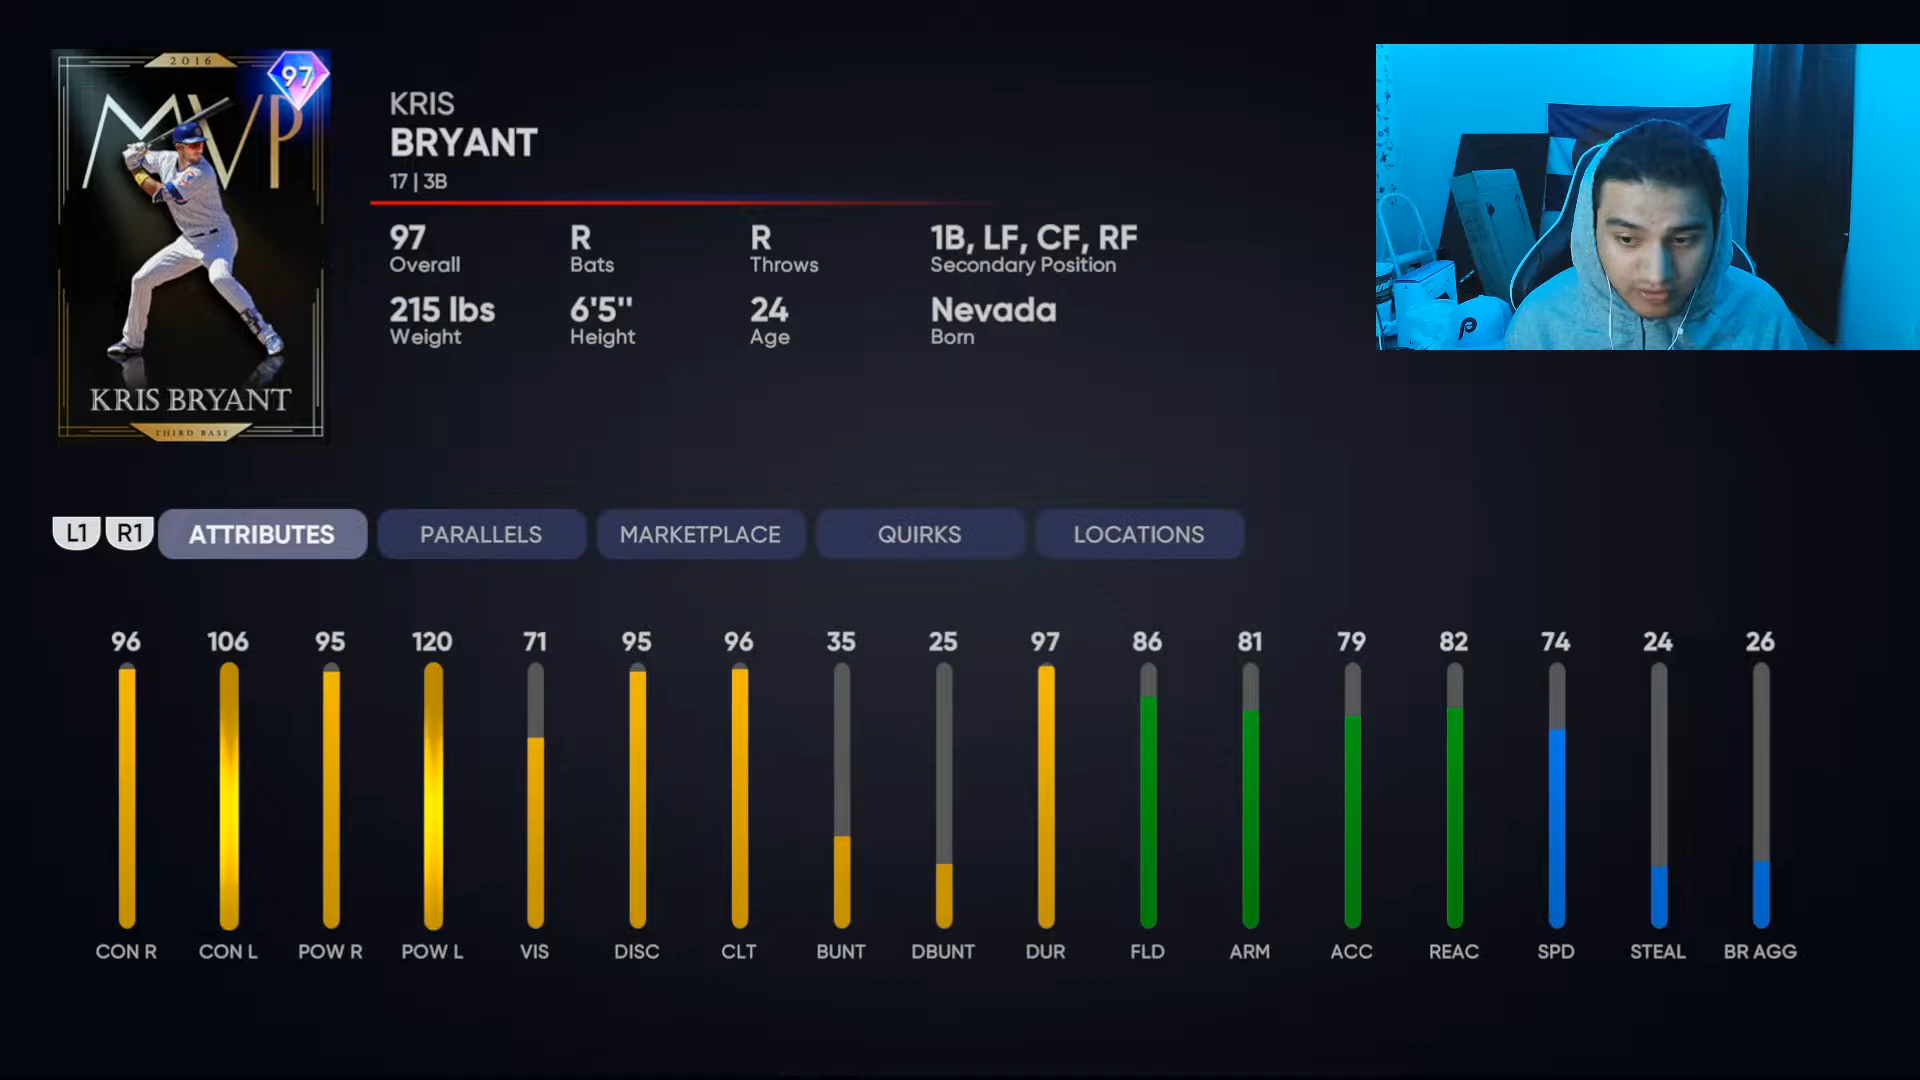 2016
97
MVP
KRIS BRYANT
THIRD BASE
KRIS
BRYANT
17 | 3B
97
Overall
R
Bats
R
Throws
1B, LF, CF, RF
Secondary Position
215 lbs
Weight
6'5"
Height
24
Age
Nevada
Born
L1 R1 ATTRIBUTES PARALLELS MARKETPLACE QUIRKS LOCATIONS
96 106 95 120 71 95 96 35 25 97 86 81 79 82 74 24 26
CON R CON L POW R POW L VIS DISC CLT BUNT DBUNT DUR FLD ARM ACC REAC SPD STEAL BR AGG
P